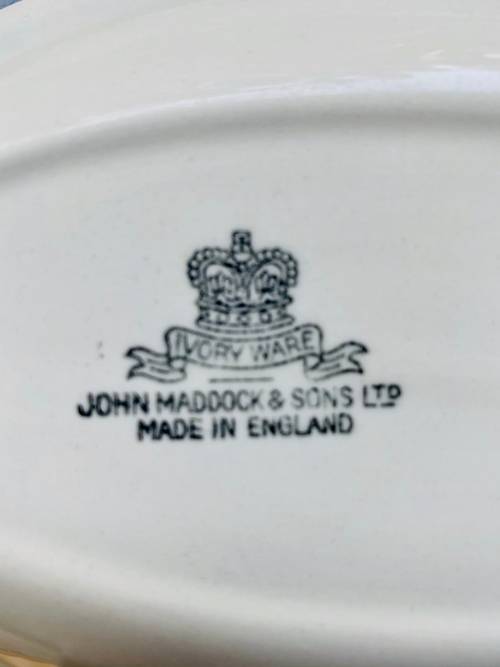 IVORY WARE
JOHN MADDOCK & SONS LTD
MADE IN ENGLAND